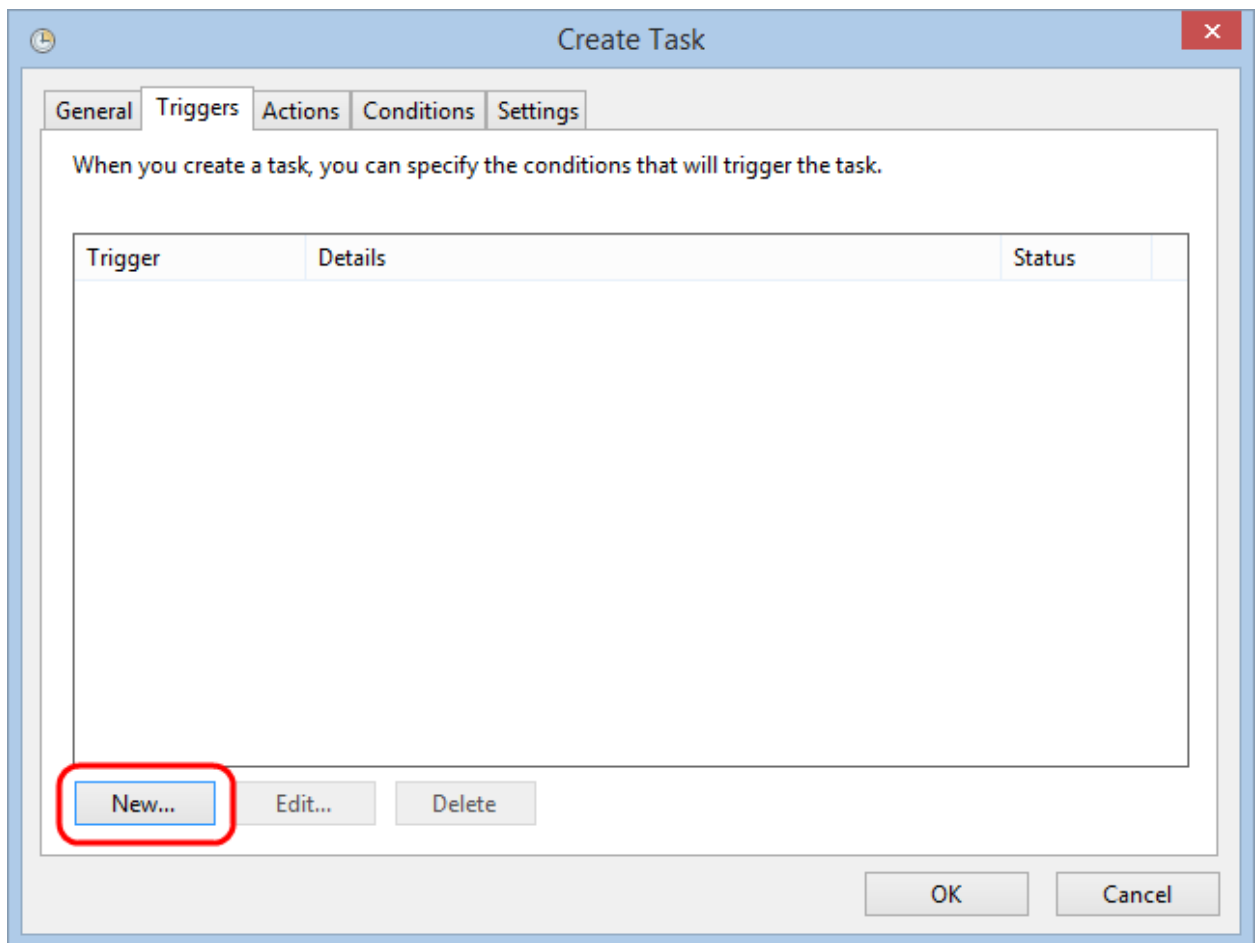 Create Task
General Triggers Actions Conditions Settings
When you create a task, you can specify the conditions that will trigger the task.
Trigger Details Status
New... Edit... Delete
OK Cancel